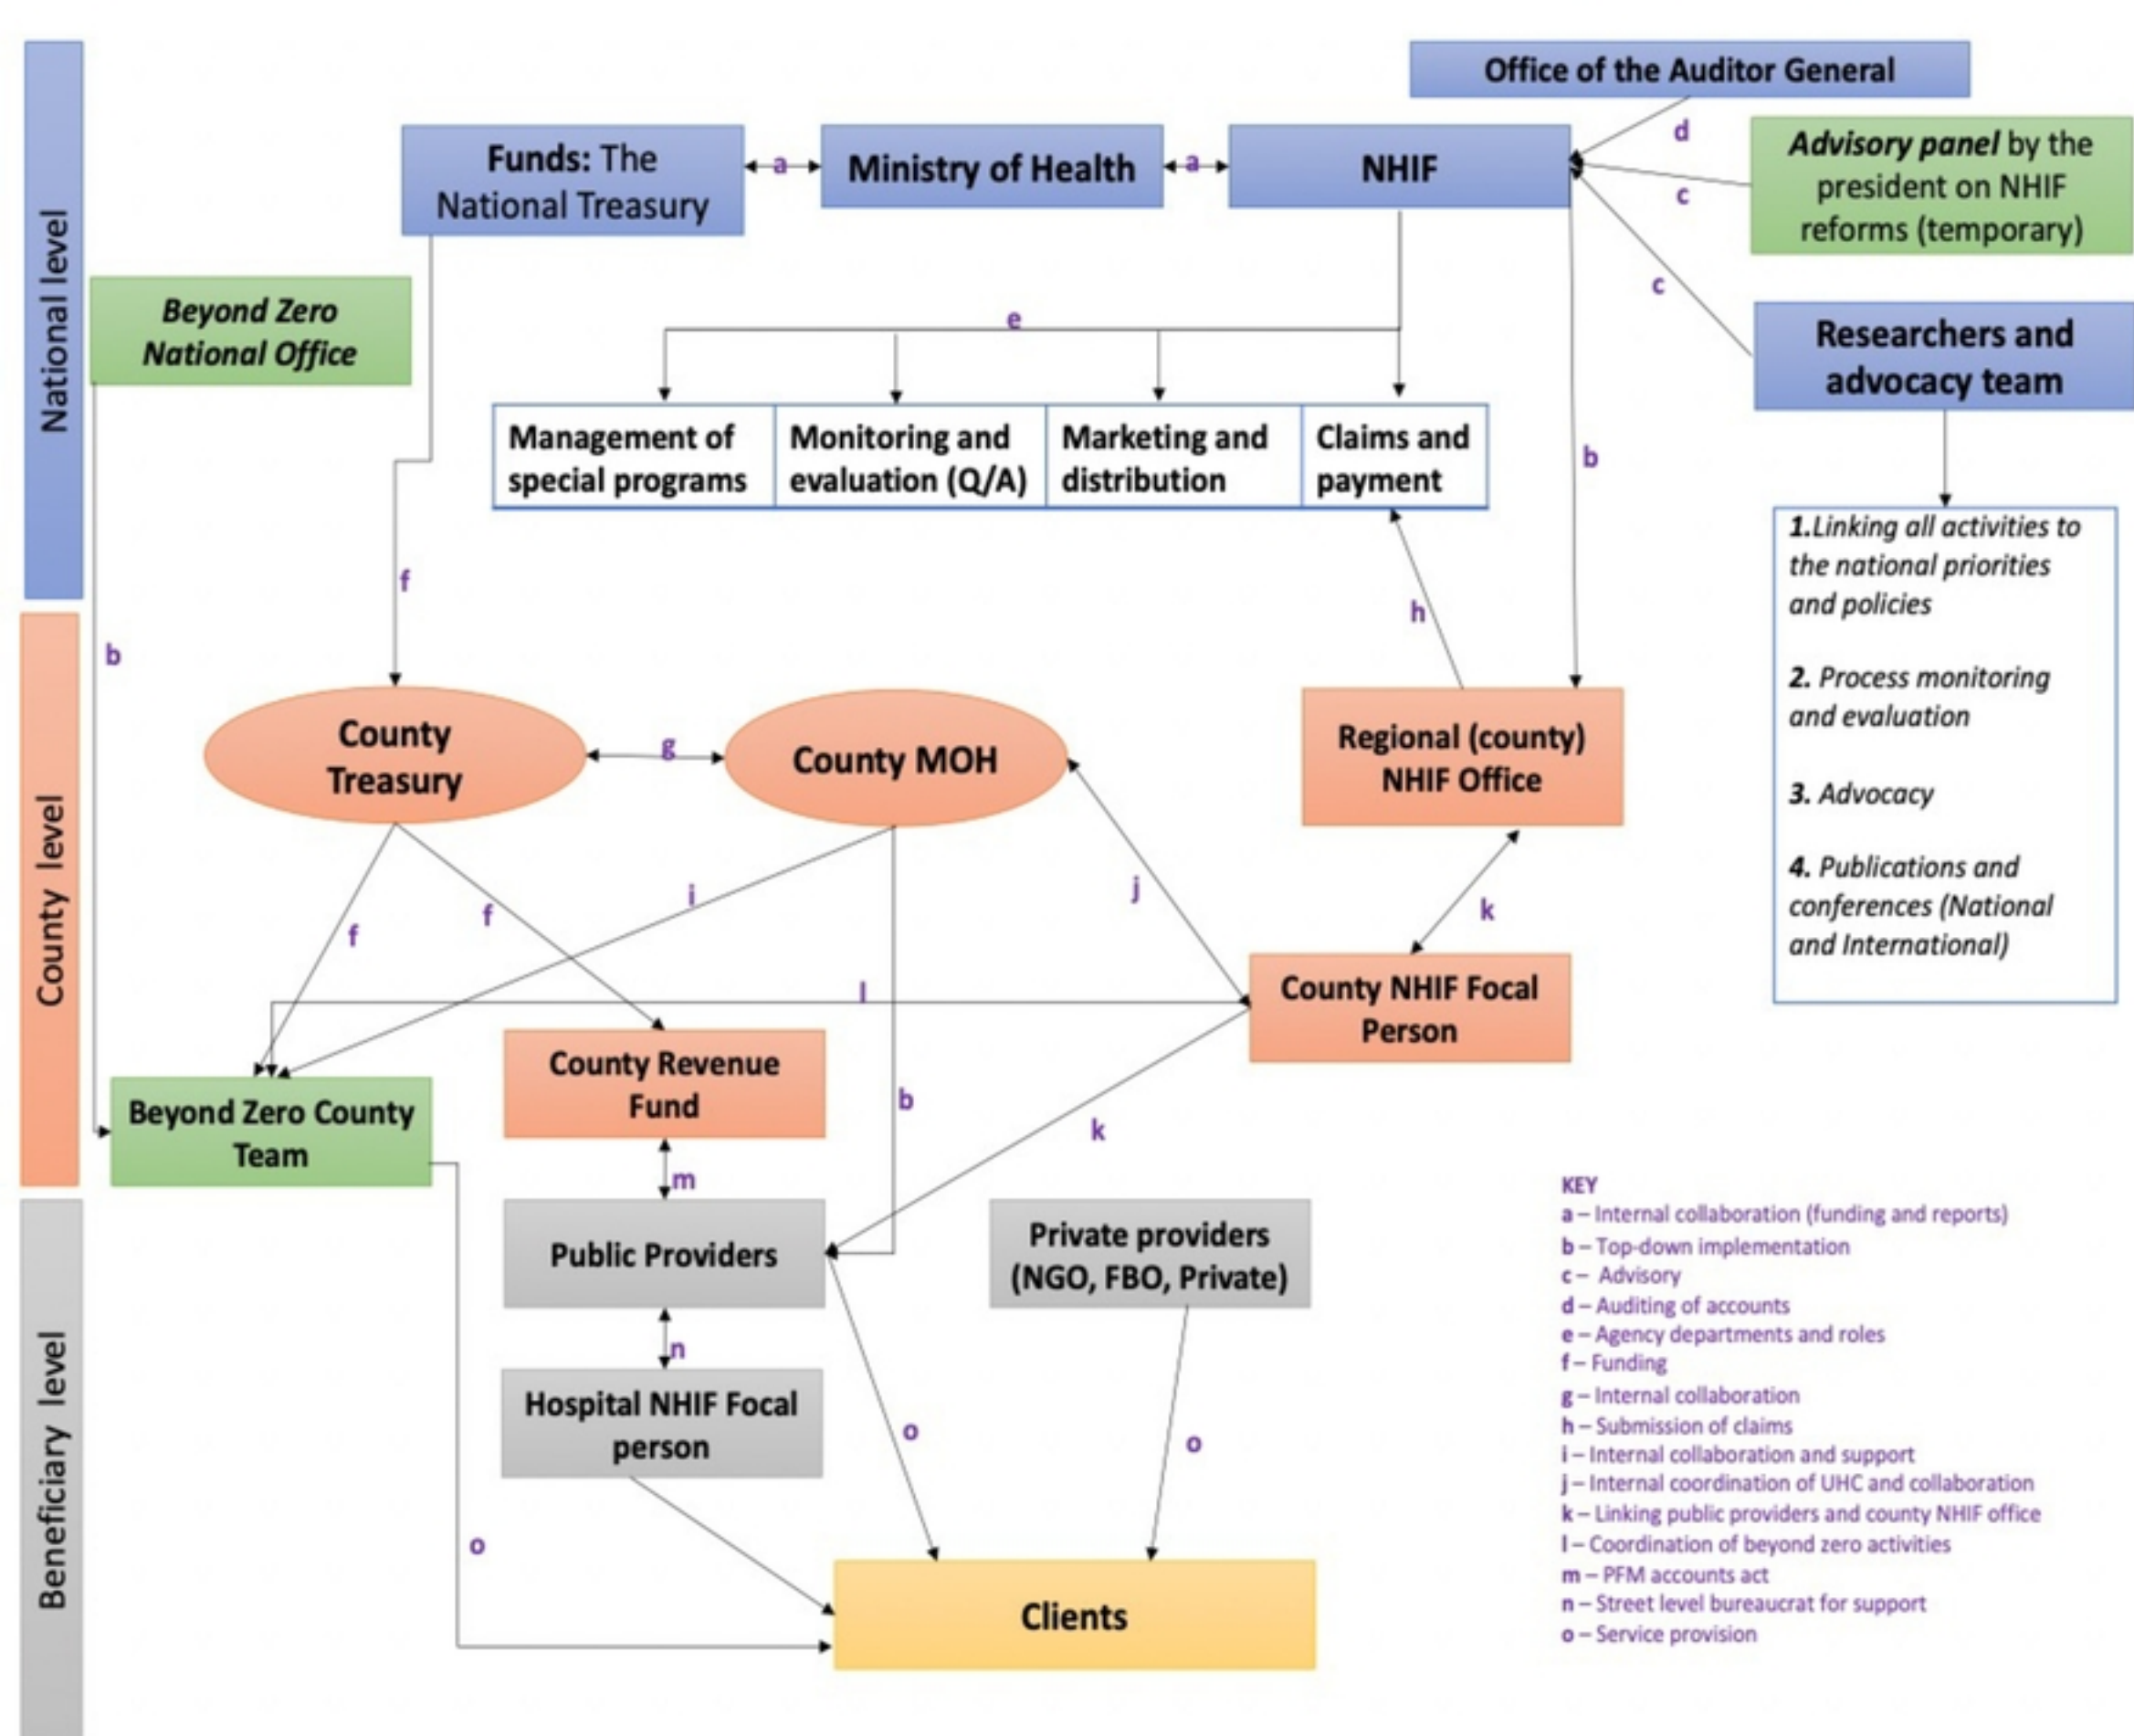 National level
Office of the Auditor General
Funds: The
National Treasury
a
Ministry of Health
a
NHIF
d
c
Advisory panel by the
president on NHIF
reforms (temporary)
Beyond Zero
National Office
e
c
Researchers and
advocacy team
Management of
special programs
Monitoring and
evaluation (Q/A)
Marketing and
distribution
Claims and
payment
b
1.Linking all activities to
the national priorities
and policies
2. Process monitoring
and evaluation
3. Advocacy
4. Publications and
conferences (National
and International)
f
h
b
County level
County
Treasury
g
County MOH
Regional (county)
NHIF Office
f
f
i
j
k
l
County NHIF Focal
Person
County Revenue
Fund
b
k
Beyond Zero County
Team
m
Beneficiary level
Public Providers
Private providers
(NGO, FBO, Private)
n
Hospital NHIF Focal
person
o
o
o
Clients
KEY
a – Internal collaboration (funding and reports)
b – Top-down implementation
c – Advisory
d – Auditing of accounts
e – Agency departments and roles
f – Funding
g – Internal collaboration
h – Submission of claims
i – Internal collaboration and support
j – Internal coordination of UHC and collaboration
k – Linking public providers and county NHIF office
l – Coordination of beyond zero activities
m – PFM accounts act
n – Street level bureaucrat for support
o – Service provision